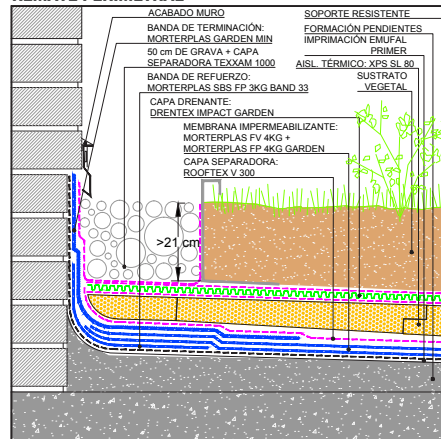 ACABADO MURO
BANDA DE TERMINACIÓN:
MORTERPLAS GARDEN MIN
50 cm DE GRAVA + CAPA
SEPARADORA TEXXAM 1000
BANDA DE REFUERZO:
MORTERPLAS SBS FP 3KG BAND 33
CAPA DRENANTE:
DRENTEX IMPACT GARDEN
MEMBRANA IMPERMEABILIZANTE:
MORTERPLAS FV 4KG +
MORTERPLAS FP 4KG GARDEN
CAPA SEPARADORA:
ROOFTEX V 300
SOPORTE RESISTENTE
FORMACIÓN PENDIENTES
IMPRIMACIÓN EMUFAL
PRIMER
AISL. TÉRMICO: XPS SL 80
SUSTRATO
VEGETAL
>21 cm